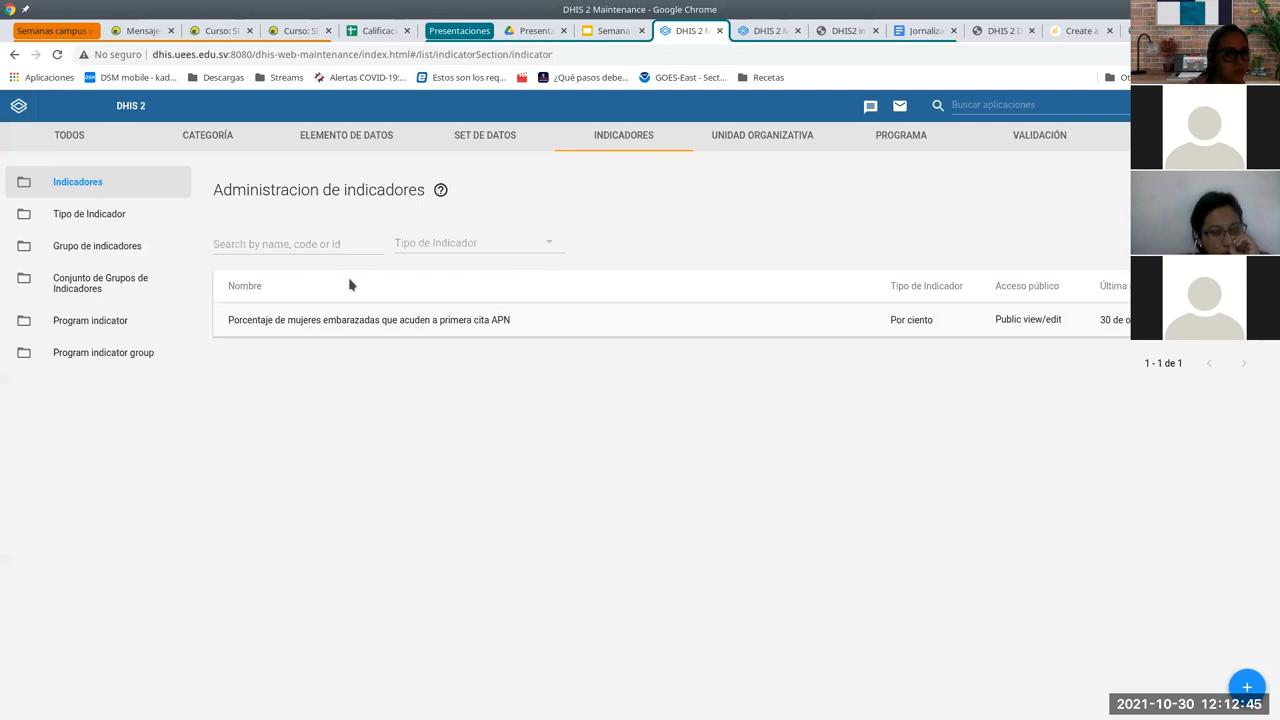 DHIS 2 Maintenance - Google Chrome
Semanas campus v
Mensaje
Curso: SI
Curso: SI
Calificac
Presentaciones
Present
Semana
DHIS 2 M
DHIS 2 M
DHIS2 in
Jornaliza
DHIS 2 D
Create a
No seguro
dhis.uees.edu.sv:8080/dhis-web-maintenance/index.html#/list/indicatorSection/indicator
Aplicaciones
DSM mobile - kad...
Descargas
Streams
Alertas COVID-19:...
Estos son los requi...
¿Qué pasos debe...
GOES-East - Sect...
Recetas
DHIS 2
Buscar aplicaciones
TODOS
CATEGORÍA
ELEMENTO DE DATOS
SET DE DATOS
INDICADORES
UNIDAD ORGANIZATIVA
PROGRAMA
VALIDACIÓN
Indicadores
Tipo de Indicador
Grupo de indicadores
Conjunto de Grupos de
Indicadores
Program indicator
Program indicator group
Administracion de indicadores
Search by name, code or id
Tipo de Indicador
Nombre
Tipo de Indicador
Acceso público
Última
Porcentaje de mujeres embarazadas que acuden a primera cita APN
Por ciento
Public view/edit
30 de o
1 - 1 de 1
2021-10-30 12:12:45